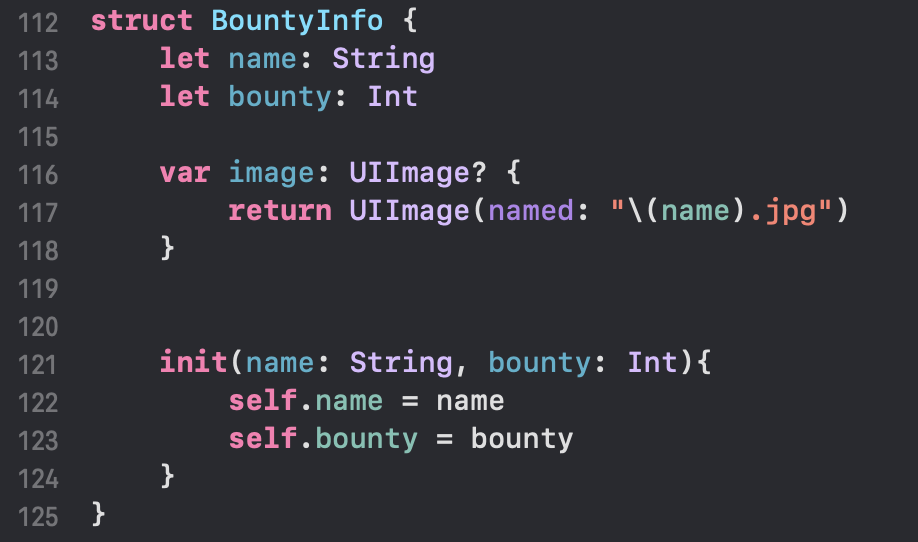 112 struct BountyInfo {
113     let name: String
114     let bounty: Int
115
116     var image: UIImage? {
117         return UIImage(named: "\(name).jpg")
118     }
119
120
121     init(name: String, bounty: Int){
122         self.name = name
123         self.bounty = bounty
124     }
125 }